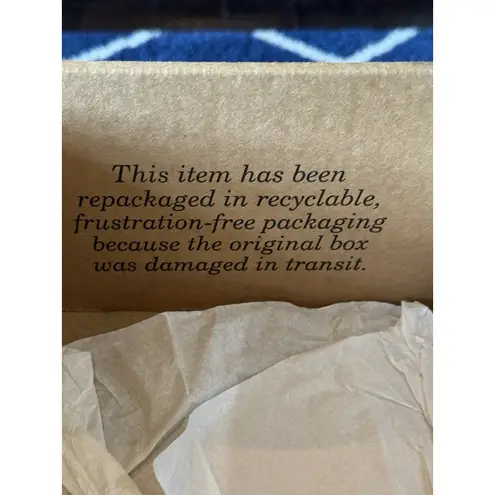 This item has been
repackaged in recyclable,
frustration-free packaging
because the original box
was damaged in transit.